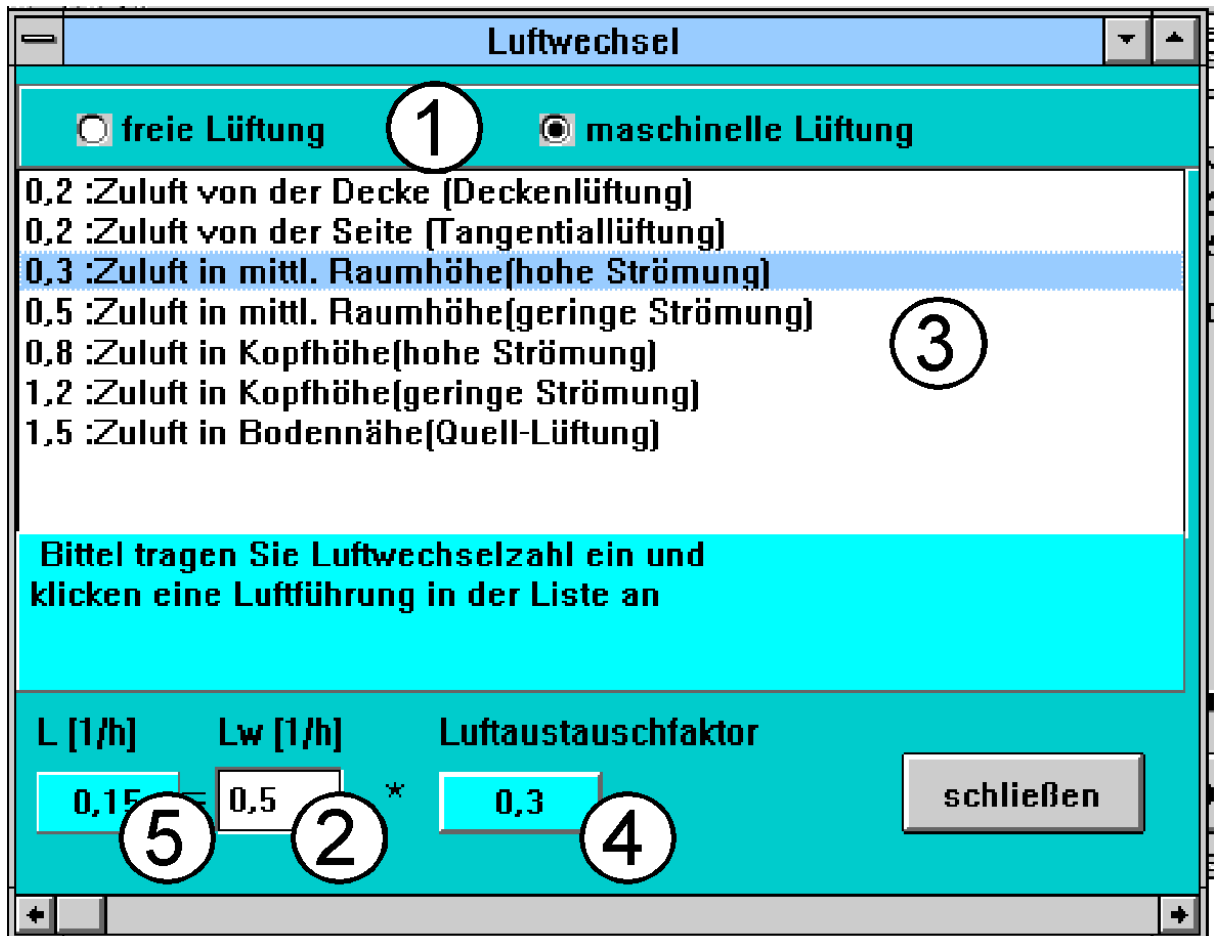 Luftwechsel
freie Lüftung 1 maschinelle Lüftung
0,2 :Zuluft von der Decke (Deckenlüftung)
0,2 :Zuluft von der Seite (Tangentiallüftung)
0,3 :Zuluft in mittl. Raumhöhe(hohe Strömung)
0,5 :Zuluft in mittl. Raumhöhe(geringe Strömung)
3
0,8 :Zuluft in Kopfhöhe(hohe Strömung)
1,2 :Zuluft in Kopfhöhe(geringe Strömung)
1,5 :Zuluft in Bodennähe(Quell-Lüftung)
Bittel tragen Sie Luftwechselzahl ein und
klicken eine Luftführung in der Liste an
L [1/h] Lw [1/h] Luftaustauschfaktor
0,15 = 0,5 * 0,3 schließen
5 2 4